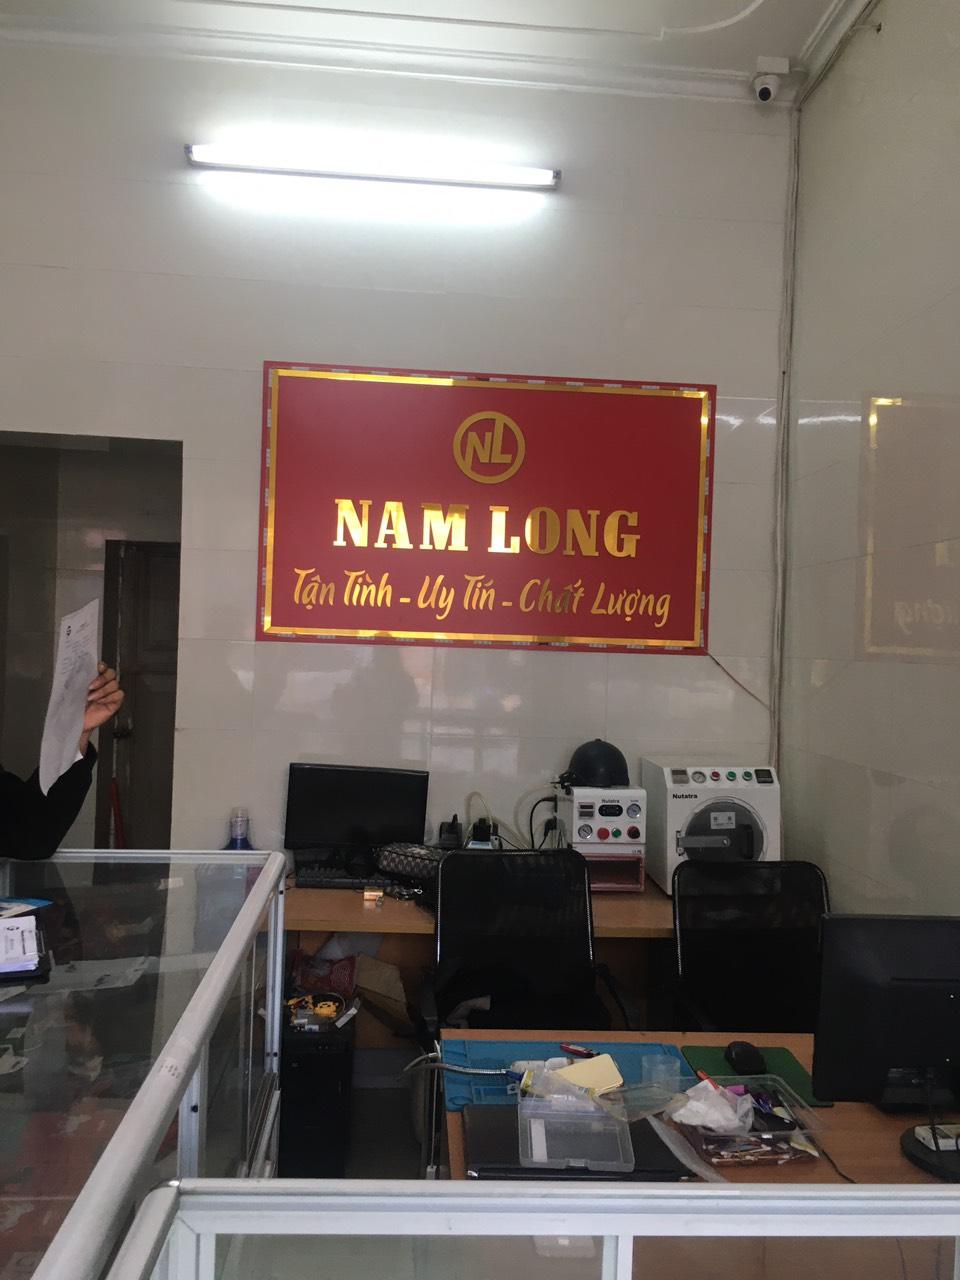 NL
NAM LONG
Tận Tình - Uy Tín - Chất Lượng
Nutatra
Nutatra